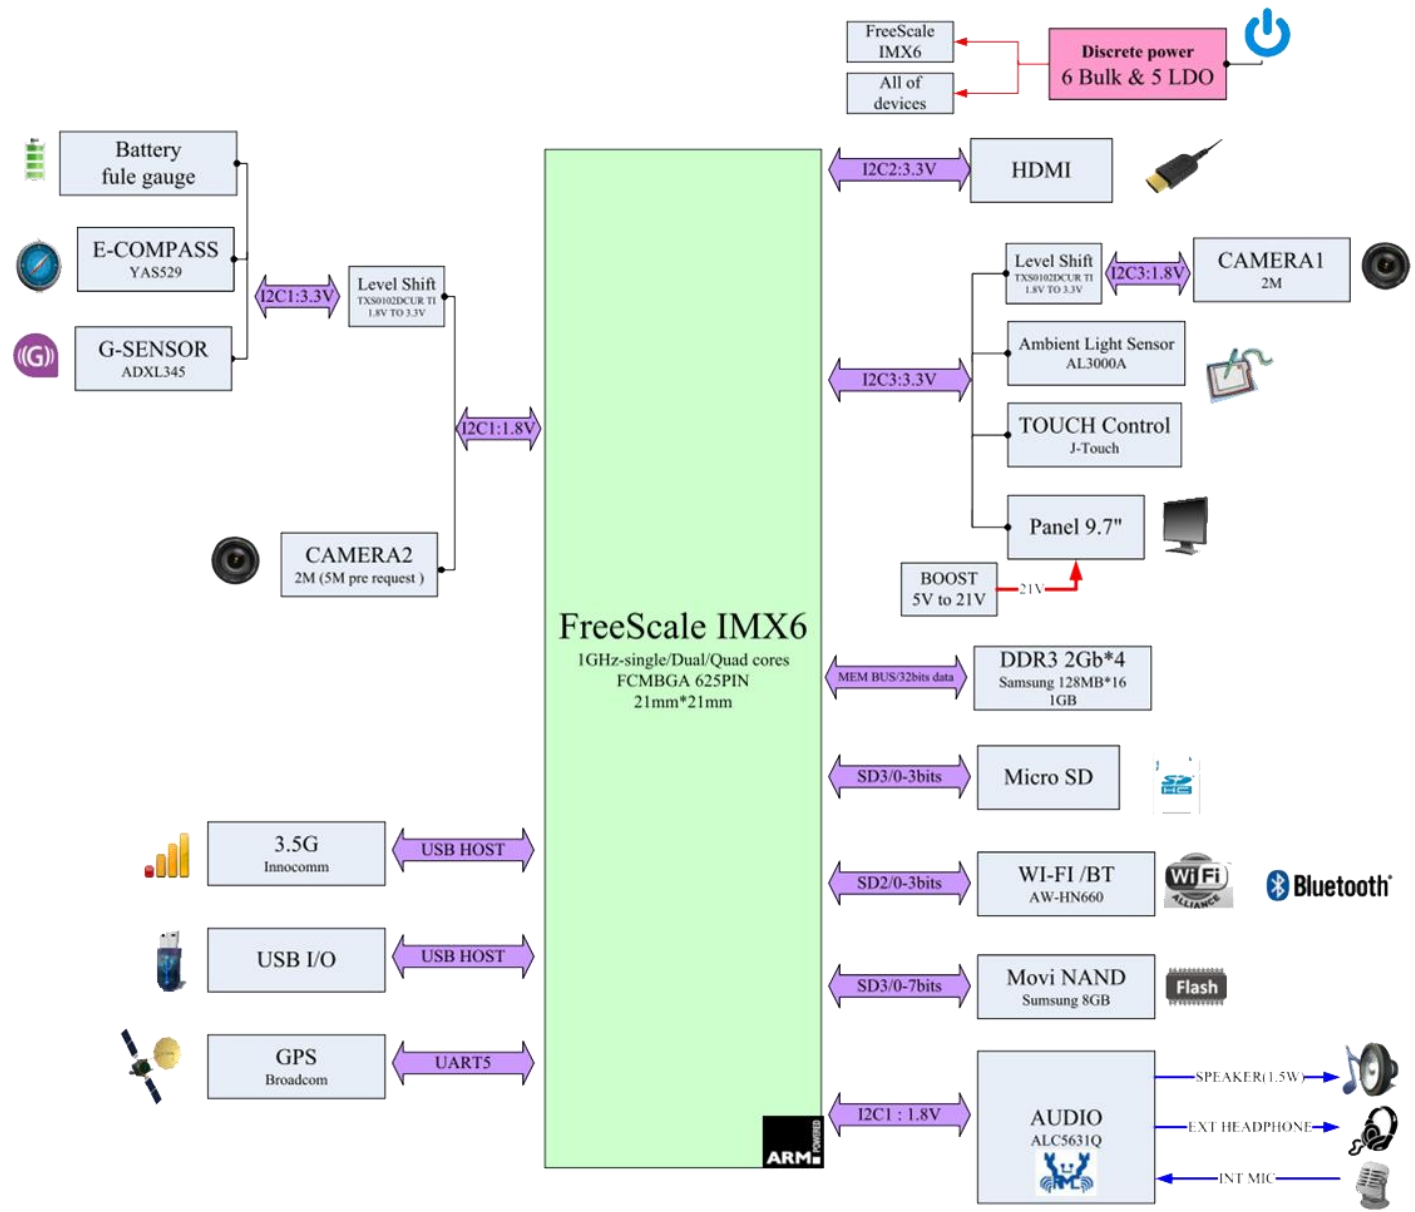 FreeScale
IMX6
All of
devices
Discrete power
6 Bulk & 5 LDO
Battery
fule gauge
E-COMPASS
YAS529
G-SENSOR
ADXL345
((G))
I2C1:3.3V
Level Shift
TXS0102DCUR TI
1.8V TO 3.3V
I2C1:1.8V
CAMERA2
2M (5M pre request )
FreeScale IMX6
1GHz-single/Dual/Quad cores
FCMBGA 625PIN
21mm*21mm
I2C2:3.3V
HDMI
I2C3:3.3V
Level Shift
TXS0102DCUR TI
1.8V TO 3.3V
I2C3:1.8V
CAMERA1
2M
Ambient Light Sensor
AL3000A
TOUCH Control
J-Touch
Panel 9.7"
BOOST
5V to 21V
21V
MEM BUS/32bits data
DDR3 2Gb*4
Samsung 128MB*16
1GB
SD3/0-3bits
Micro SD
SD
HC
3.5G
Innocomm
USB HOST
SD2/0-3bits
WI-FI /BT
AW-HN660
Wi Fi
ALLIANCE
Bluetooth
USB I/O
USB HOST
SD3/0-7bits
Movi NAND
Sumsung 8GB
Flash
GPS
Broadcom
UART5
I2C1 : 1.8V
AUDIO
ALC5631Q
SPEAKER(1.5W)
EXT HEADPHONE
INT MIC
ARM
POWERED